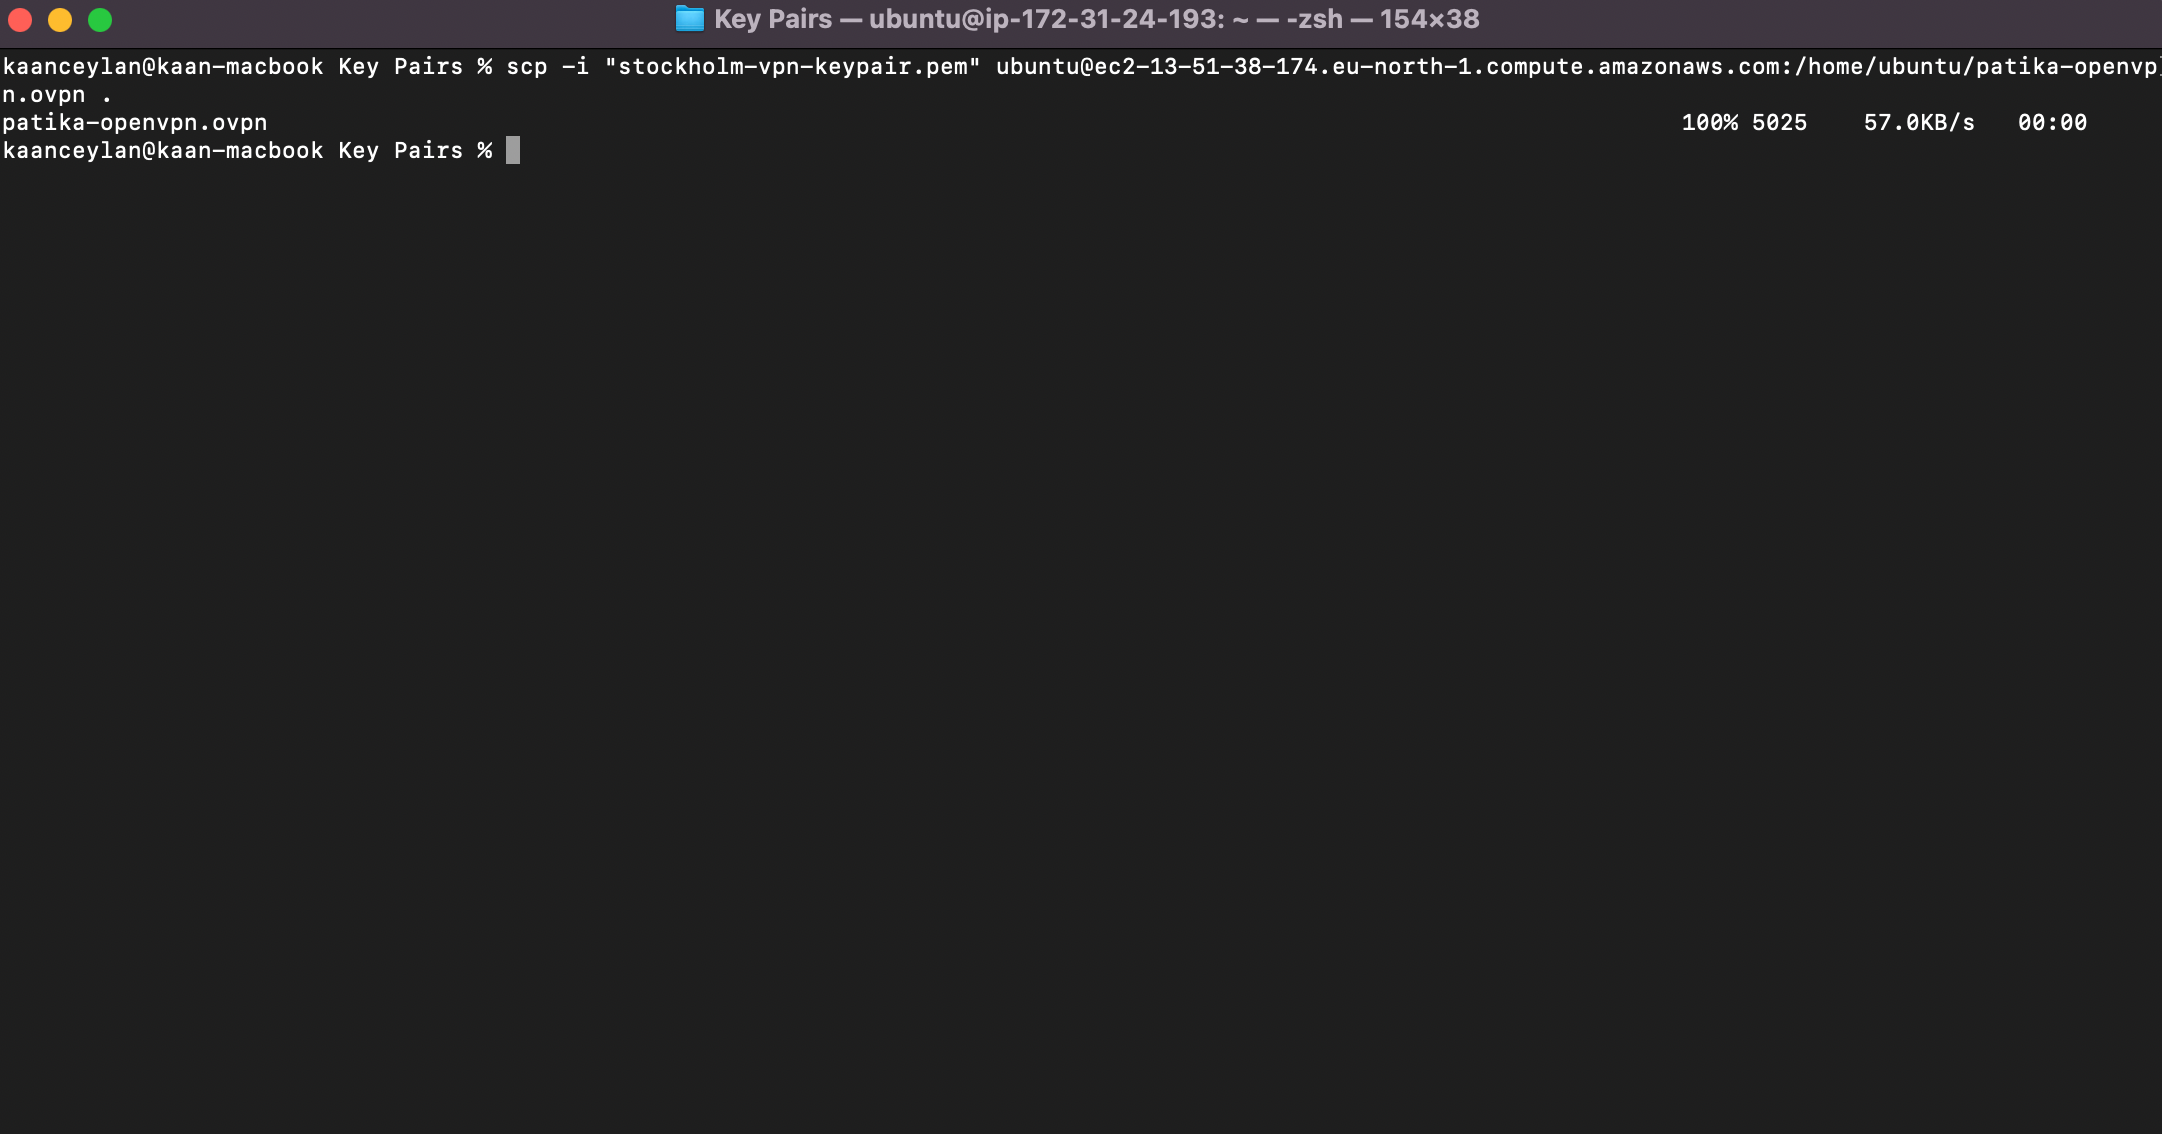 Key Pairs — ubuntu@ip-172-31-24-193: ~ — -zsh — 154×38
kaanceylan@kaan-macbook Key Pairs % scp -i "stockholm-vpn-keypair.pem" ubuntu@ec2-13-51-38-174.eu-north-1.compute.amazonaws.com:/home/ubuntu/patika-openvp
n.ovpn .
patika-openvpn.ovpn 100% 5025 57.0KB/s 00:00
kaanceylan@kaan-macbook Key Pairs %